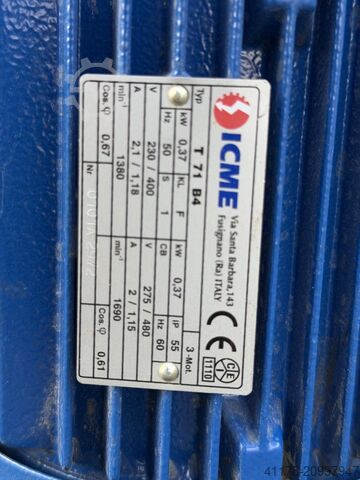 ICME
Via Santa Barbara,143
Fusignano (Ra) ITALY
CE
1110
Typ T 71 B4 3-Mot.
kW 0,37 KL F kW 0,37 IP 55
Hz 50 S 1 CB Hz 60
V 230 / 400 V 275 / 480
A 2,1 / 1,18 A 2 / 1,15
min⁻¹ 1380 min⁻¹ 1690
Cos.φ 0,67 Cos.φ 0,61
Nr